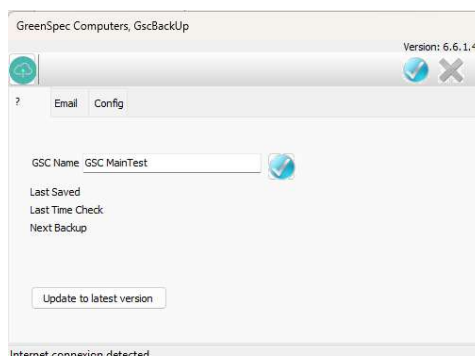 GreenSpec Computers, GscBackUp
Version: 6.6.1.4
?
Email
Config
GSC Name GSC MainTest
Last Saved
Last Time Check
Next Backup
Update to latest version
Internet connexion detected